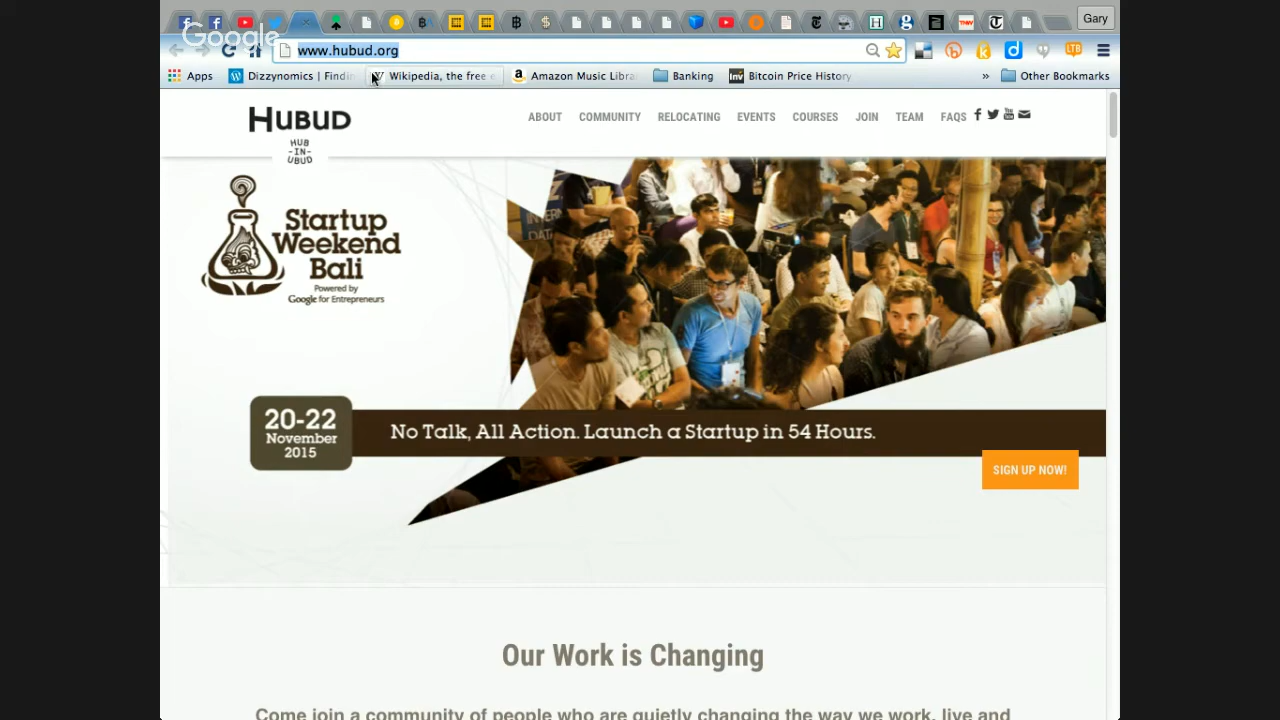 Google
Gary
www.hubud.org
LTB
Apps
Dizzynomics | Findin
Wikipedia, the free e
Amazon Music Libra
Banking
Bitcoin Price History
»
Other Bookmarks
HUBUD
HUB
-IN-
UBUD
ABOUT
COMMUNITY
RELOCATING
EVENTS
COURSES
JOIN
TEAM
FAQS
Startup
Weekend
Bali
Powered by
Google for Entrepreneurs
20-22
November
2015
No Talk, All Action. Launch a Startup in 54 Hours.
SIGN UP NOW!
Our Work is Changing
Come join a community of people who are quietly changing the way we work, live and